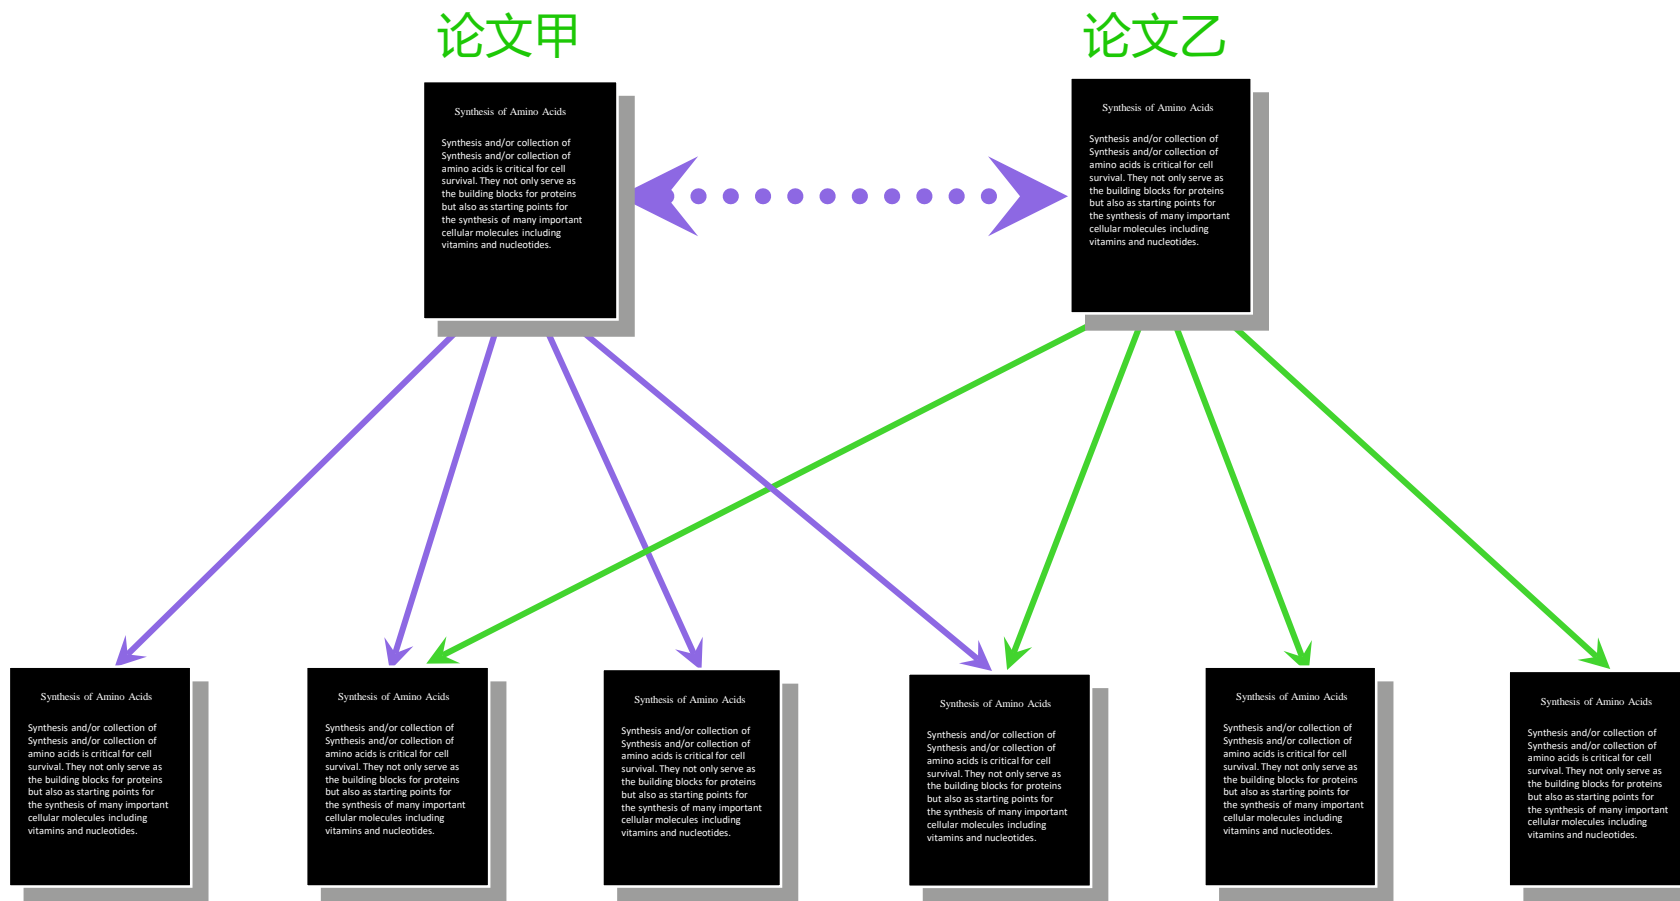 论文甲
论文乙
Synthesis of Amino Acids
Synthesis and/or collection of
Synthesis and/or collection of
amino acids is critical for cell
survival. They not only serve as
the building blocks for proteins
but also as starting points for
the synthesis of many important
cellular molecules including
vitamins and nucleotides.
Synthesis of Amino Acids
Synthesis and/or collection of
Synthesis and/or collection of
amino acids is critical for cell
survival. They not only serve as
the building blocks for proteins
but also as starting points for
the synthesis of many important
cellular molecules including
vitamins and nucleotides.
Synthesis of Amino Acids
Synthesis and/or collection of
Synthesis and/or collection of
amino acids is critical for cell
survival. They not only serve as
the building blocks for proteins
but also as starting points for
the synthesis of many important
cellular molecules including
vitamins and nucleotides.
Synthesis of Amino Acids
Synthesis and/or collection of
Synthesis and/or collection of
amino acids is critical for cell
survival. They not only serve as
the building blocks for proteins
but also as starting points for
the synthesis of many important
cellular molecules including
vitamins and nucleotides.
Synthesis of Amino Acids
Synthesis and/or collection of
Synthesis and/or collection of
amino acids is critical for cell
survival. They not only serve as
the building blocks for proteins
but also as starting points for
the synthesis of many important
cellular molecules including
vitamins and nucleotides.
Synthesis of Amino Acids
Synthesis and/or collection of
Synthesis and/or collection of
amino acids is critical for cell
survival. They not only serve as
the building blocks for proteins
but also as starting points for
the synthesis of many important
cellular molecules including
vitamins and nucleotides.
Synthesis of Amino Acids
Synthesis and/or collection of
Synthesis and/or collection of
amino acids is critical for cell
survival. They not only serve as
the building blocks for proteins
but also as starting points for
the synthesis of many important
cellular molecules including
vitamins and nucleotides.
Synthesis of Amino Acids
Synthesis and/or collection of
Synthesis and/or collection of
amino acids is critical for cell
survival. They not only serve as
the building blocks for proteins
but also as starting points for
the synthesis of many important
cellular molecules including
vitamins and nucleotides.